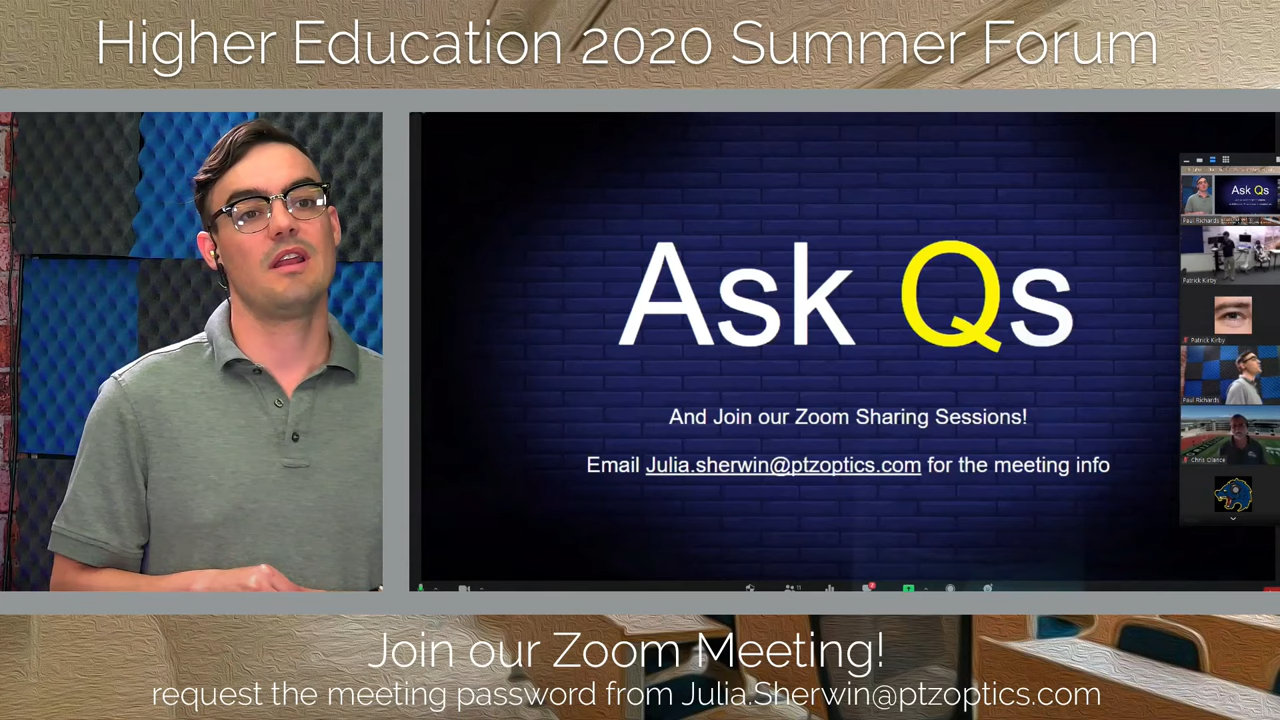 Higher Education 2020 Summer Forum
Ask Qs
And Join our Zoom Sharing Sessions!
Email Julia.sherwin@ptzoptics.com for the meeting info
Ask Qs
Paul Richards
Patrick Kirby
Patrick Kirby
Paul Richards
Chris Glance
Join our Zoom Meeting!
request the meeting password from Julia.Sherwin@ptzoptics.com